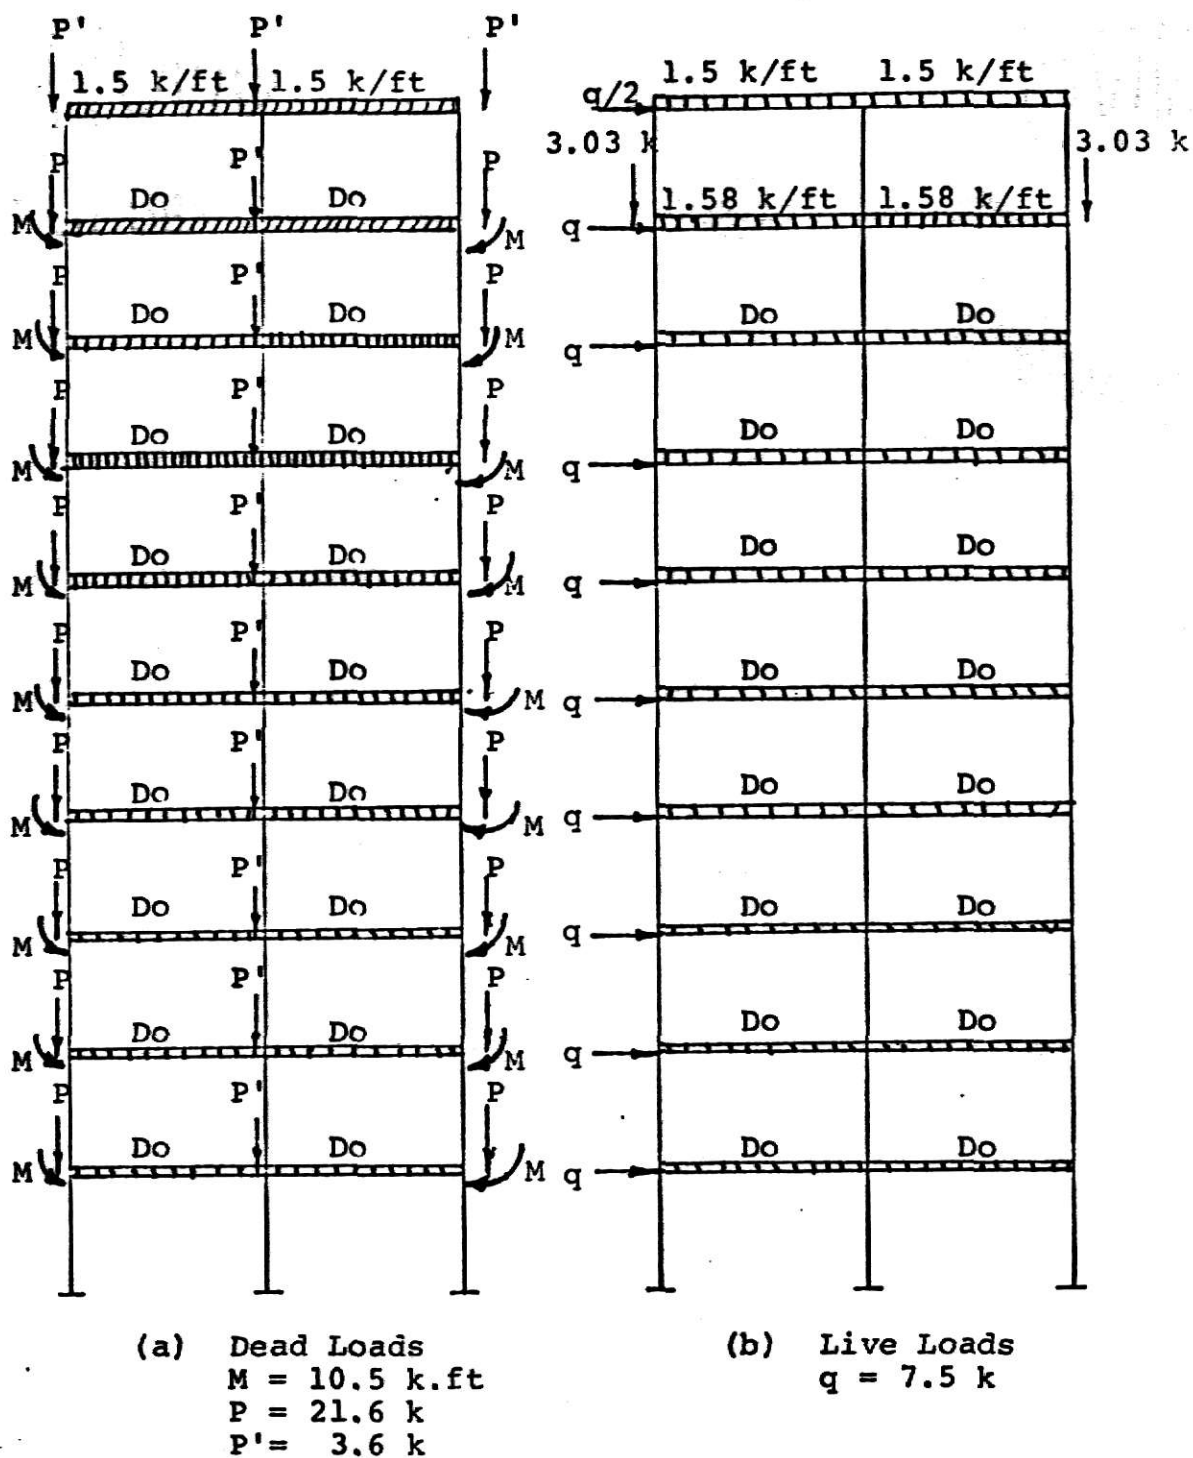 P' P' P'
1.5 k/ft 1.5 k/ft
P P' P
Do Do
M M
P P' P
Do Do
M M
P P' P
Do Do
M M
P P' P
Do Do
M M
P P' P
Do Do
M M
P P' P
Do Do
M M
P P' P
Do Do
M M
P P' P
Do Do
M M
P P' P
Do Do
M M
(a) Dead Loads
M = 10.5 k.ft
P = 21.6 k
P'= 3.6 k
1.5 k/ft 1.5 k/ft
q/2
3.03 k 3.03 k
1.58 k/ft 1.58 k/ft
q
Do Do
q
Do Do
q
Do Do
q
Do Do
q
Do Do
q
Do Do
q
Do Do
q
Do Do
q
(b) Live Loads
q = 7.5 k